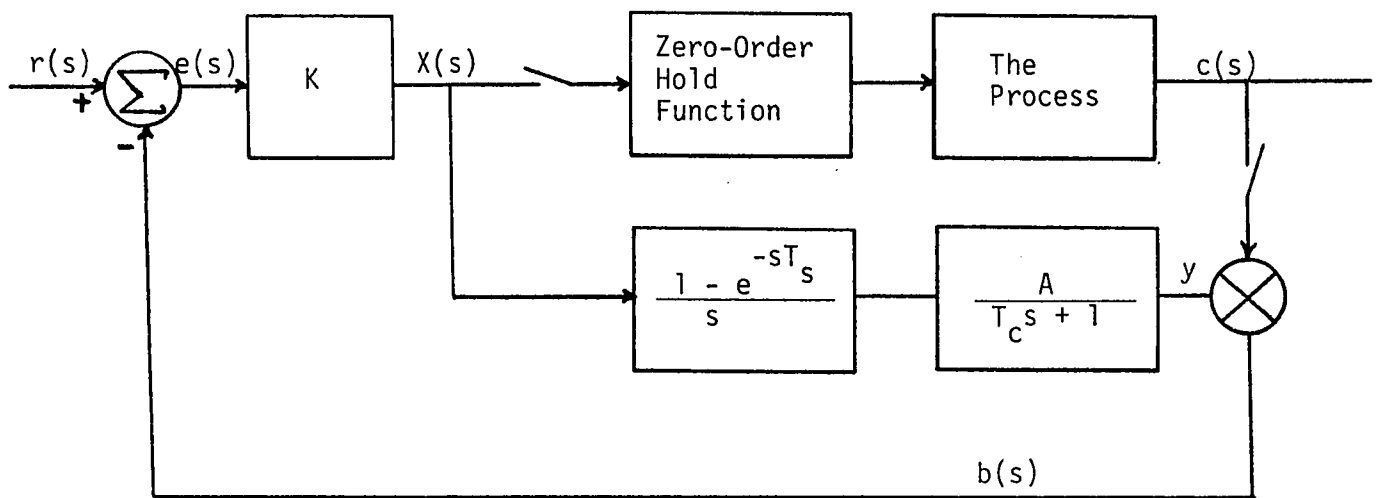 r(s)
+
-
Σ
e(s)
K
X(s)
Zero-Order
Hold
Function
The
Process
c(s)
1 - e^-sT_s
s
A
T_c s + 1
y
b(s)